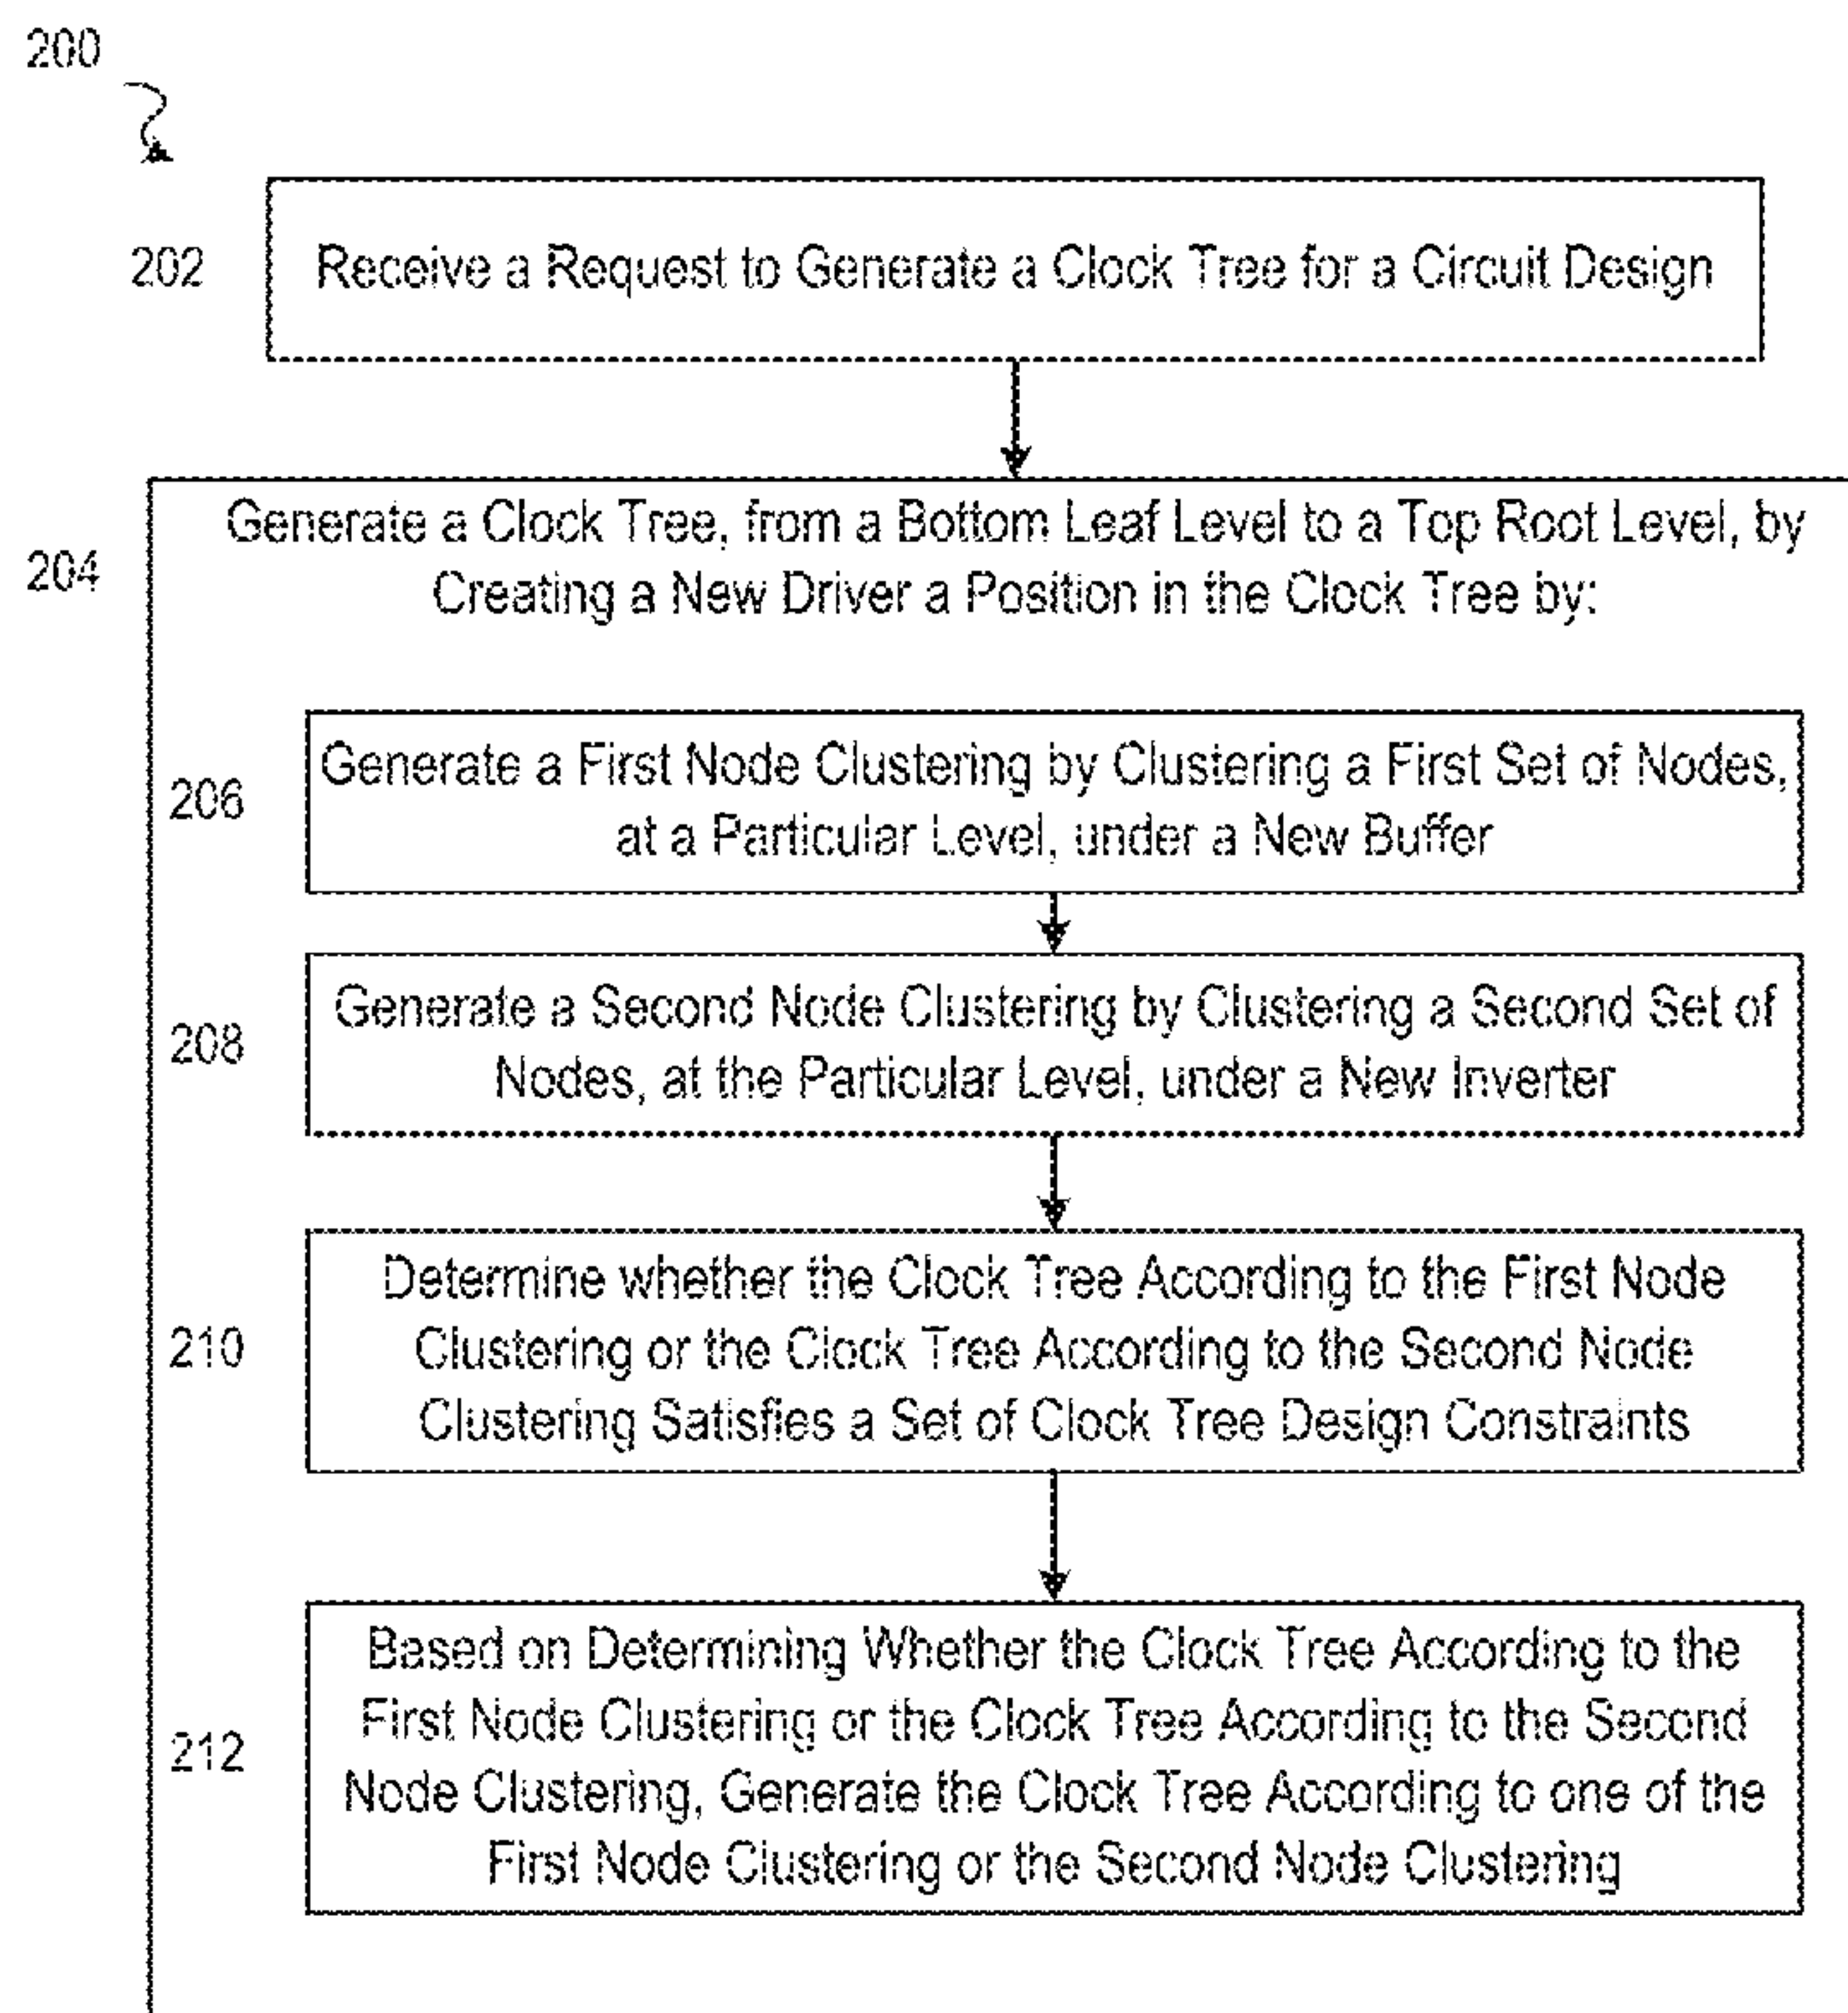 200
202
Receive a Request to Generate a Clock Tree for a Circuit Design
204
Generate a Clock Tree, from a Bottom Leaf Level to a Top Root Level, by
Creating a New Driver a Position in the Clock Tree by:
206
Generate a First Node Clustering by Clustering a First Set of Nodes,
at a Particular Level, under a New Buffer
208
Generate a Second Node Clustering by Clustering a Second Set of
Nodes, at the Particular Level, under a New Inverter
210
Determine whether the Clock Tree According to the First Node
Clustering or the Clock Tree According to the Second Node
Clustering Satisfies a Set of Clock Tree Design Constraints
212
Based on Determining Whether the Clock Tree According to the
First Node Clustering or the Clock Tree According to the Second
Node Clustering, Generate the Clock Tree According to one of the
First Node Clustering or the Second Node Clustering